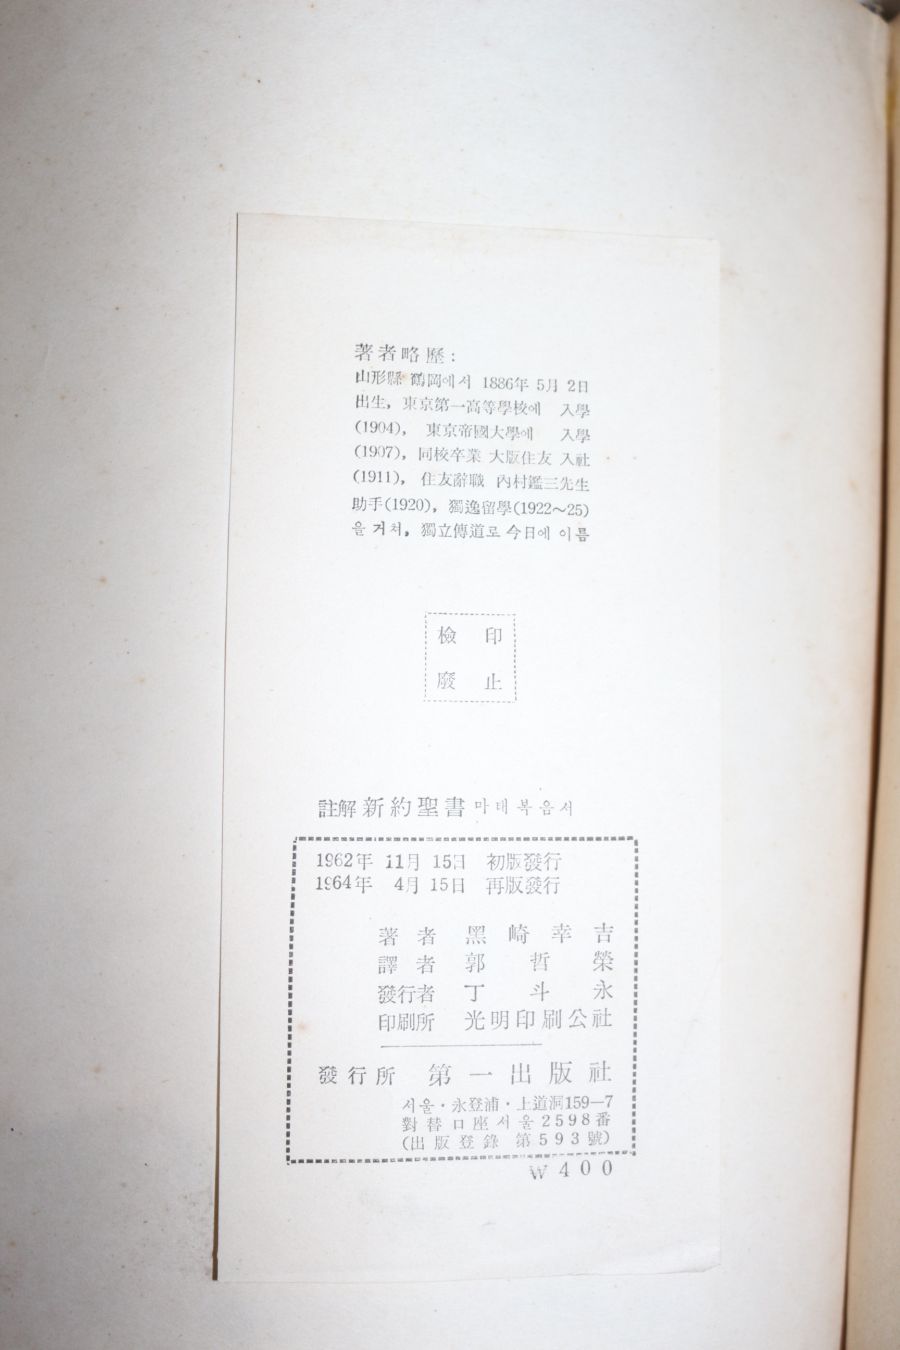 著者略歷:
山形縣 鶴岡에서 1886年 5月 2日
出生, 東京第一高等學校에 入學
(1904), 東京帝國大學에 入學
(1907), 同校卒業 大版住友 入社
(1911), 住友辭職 內村鑑三先生
助手(1920), 獨逸留學(1922~25)
을 거쳐, 獨立傳道로 今日에 이름
檢印
廢止
註解 新約聖書 마태복음서
1962年 11月 15日 初版發行
1964年 4月 15日 再版發行
著者 黑崎幸吉
譯者 郭哲榮
發行者 丁斗永
印刷所 光明印刷公社
發行所 第一出版社
서울・永登浦・上道洞159—7
對替口座서울2598番
(出版登錄 第593號)
₩400